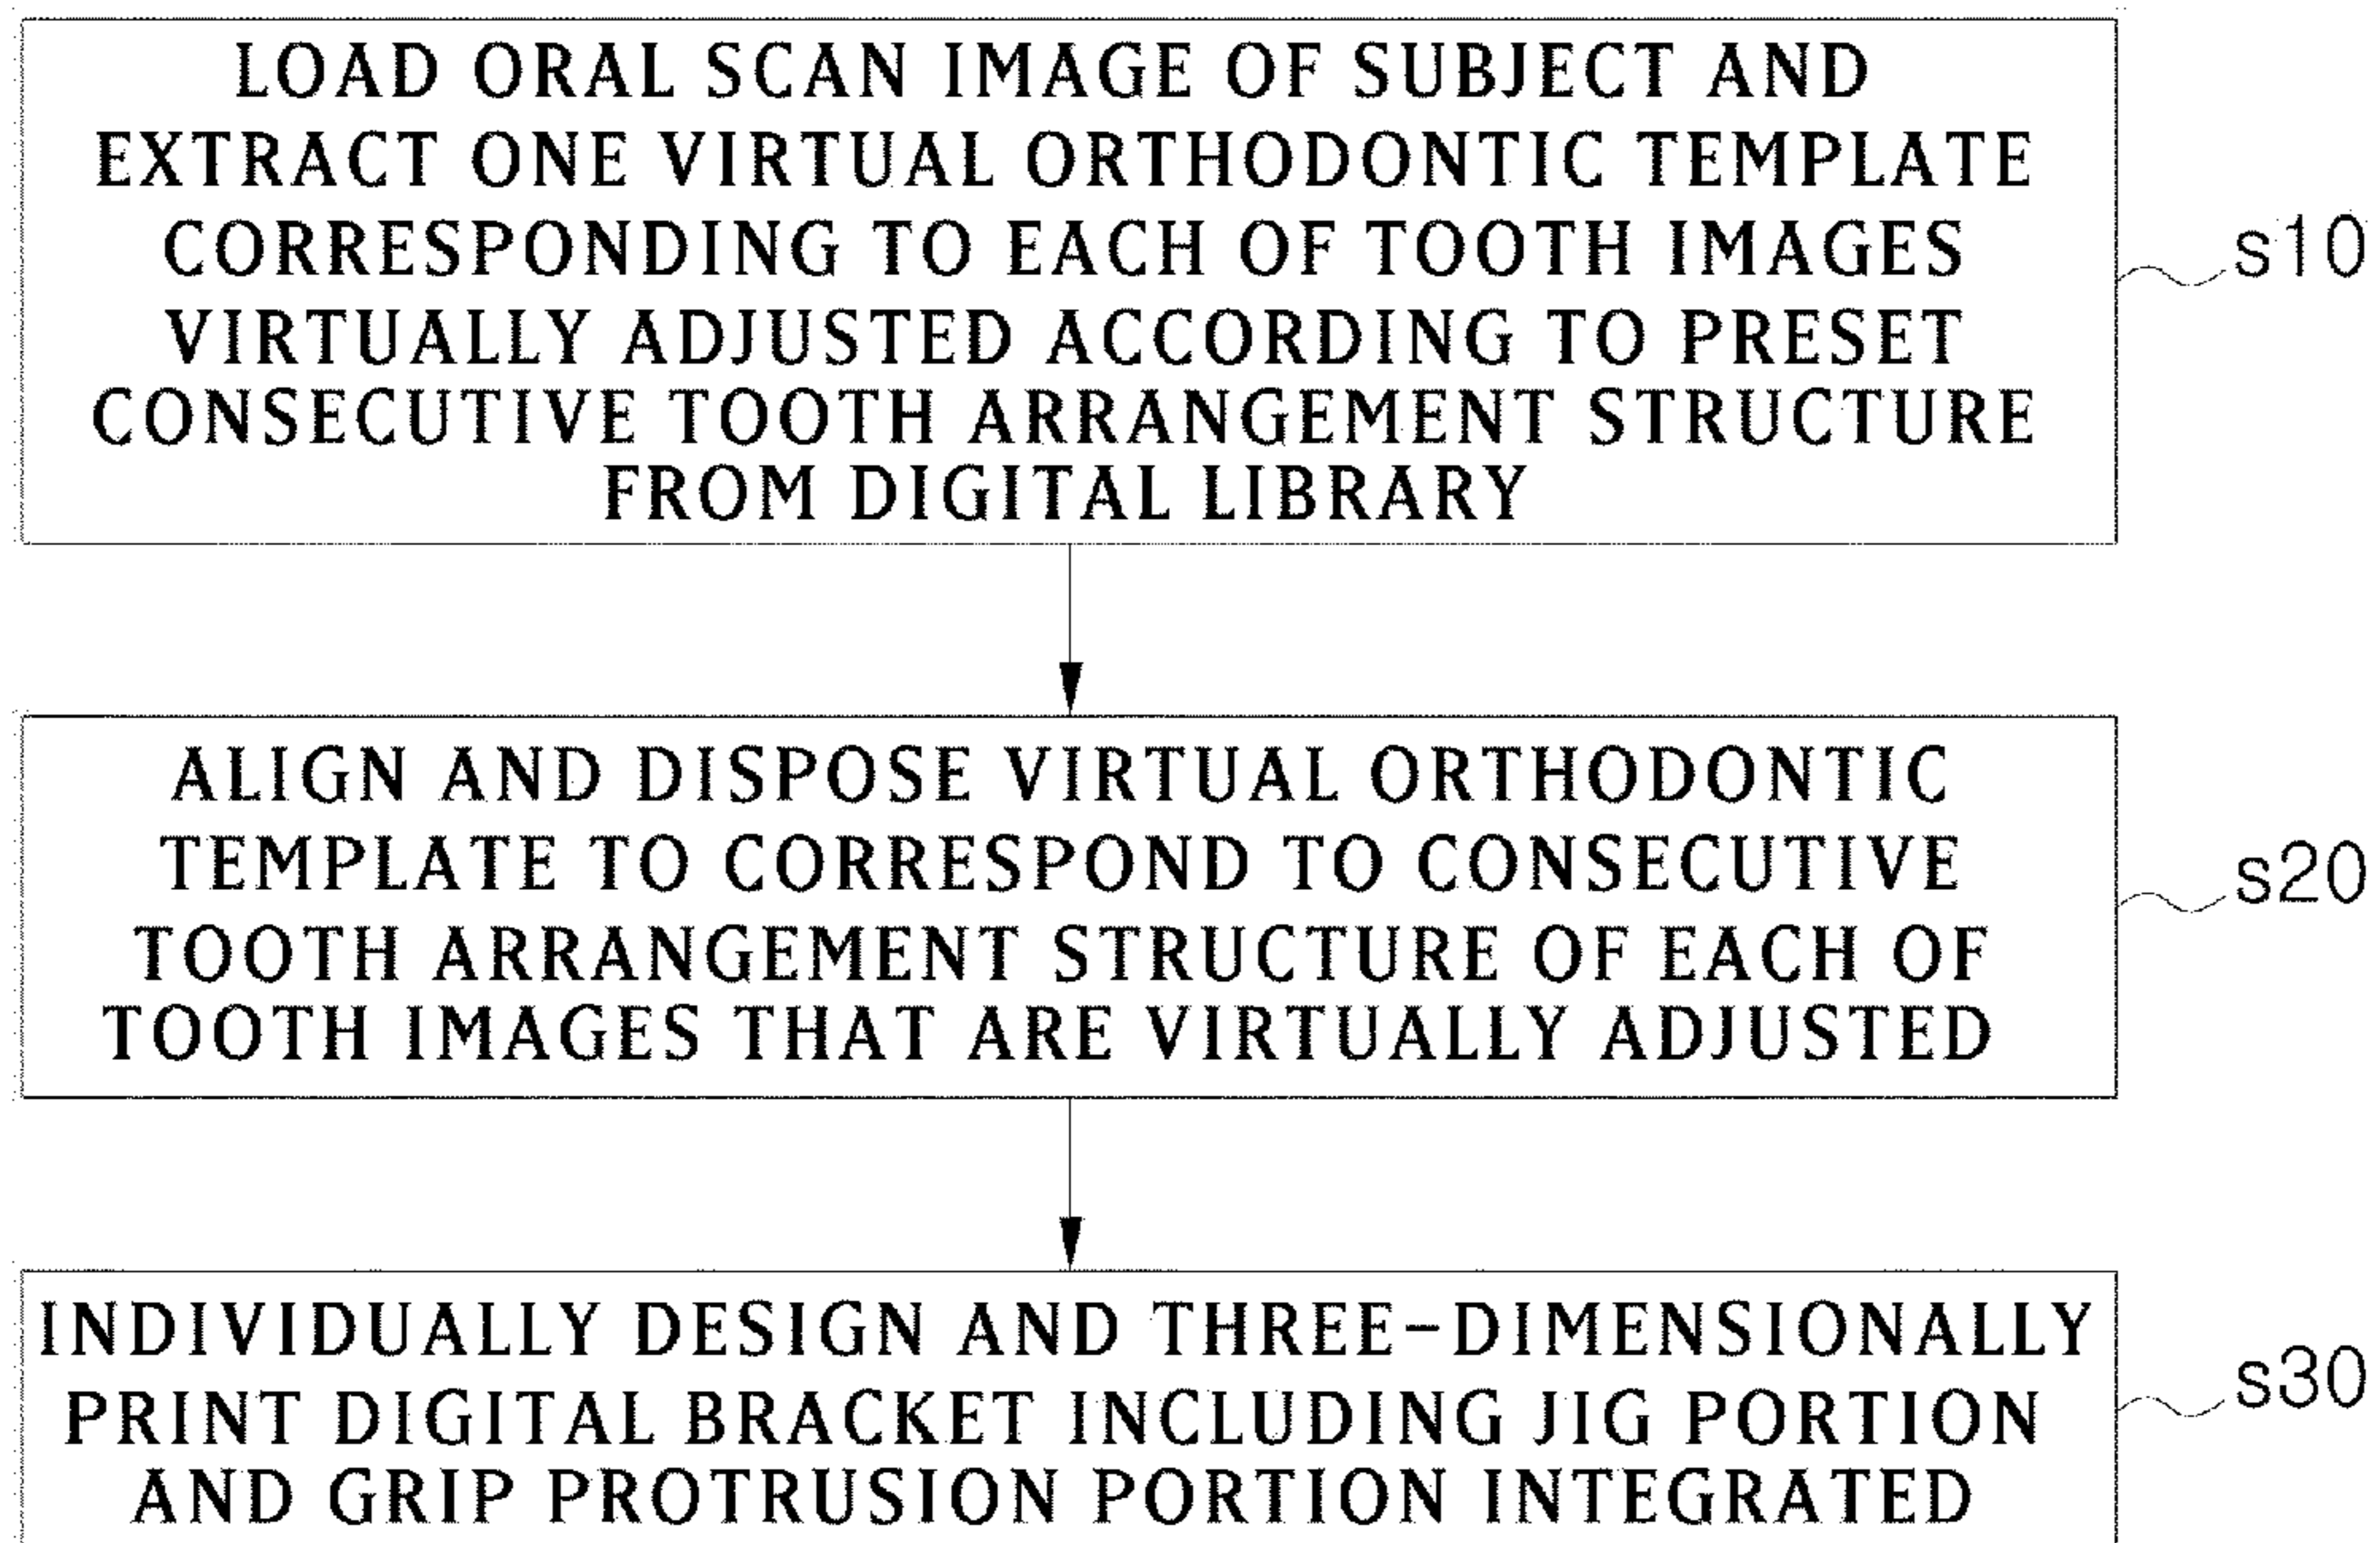 LOAD ORAL SCAN IMAGE OF SUBJECT AND
EXTRACT ONE VIRTUAL ORTHODONTIC TEMPLATE
CORRESPONDING TO EACH OF TOOTH IMAGES
VIRTUALLY ADJUSTED ACCORDING TO PRESET
CONSECUTIVE TOOTH ARRANGEMENT STRUCTURE
FROM DIGITAL LIBRARY
s10
ALIGN AND DISPOSE VIRTUAL ORTHODONTIC
TEMPLATE TO CORRESPOND TO CONSECUTIVE
TOOTH ARRANGEMENT STRUCTURE OF EACH OF
TOOTH IMAGES THAT ARE VIRTUALLY ADJUSTED
s20
INDIVIDUALLY DESIGN AND THREE-DIMENSIONALLY
PRINT DIGITAL BRACKET INCLUDING JIG PORTION
AND GRIP PROTRUSION PORTION INTEGRATED
s30